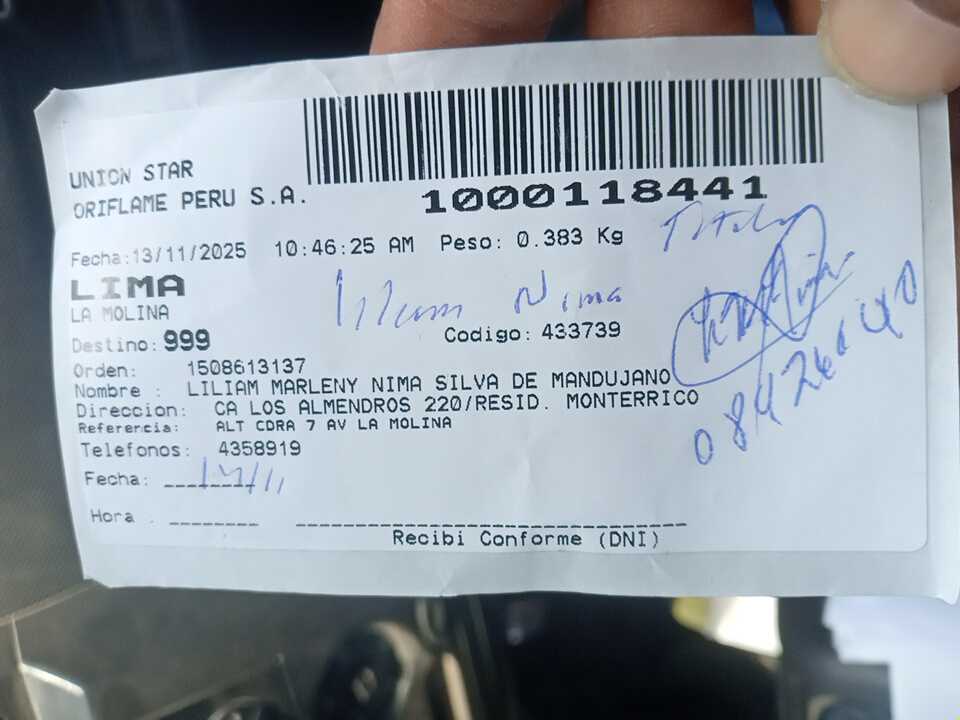 UNION STAR
ORIFLAME PERU S.A.
1000118441
Fecha:13/11/2025 10:46:25 AM Peso: 0.383 Kg
LIMA
LA MOLINA
Nima
Codigo: 433739
Destino: 999
Orden: 1508613137
Nombre : LILIAM MARLENY NIMA SILVA DE MANDUJANO
Direccion: CA LOS ALMENDROS 220/RESID. MONTERRICO
Referencia: ALT CDRA 7 AV LA MOLINA
Telefonos: 4358919
Fecha:
Hora :
Recibi Conforme (DNI)